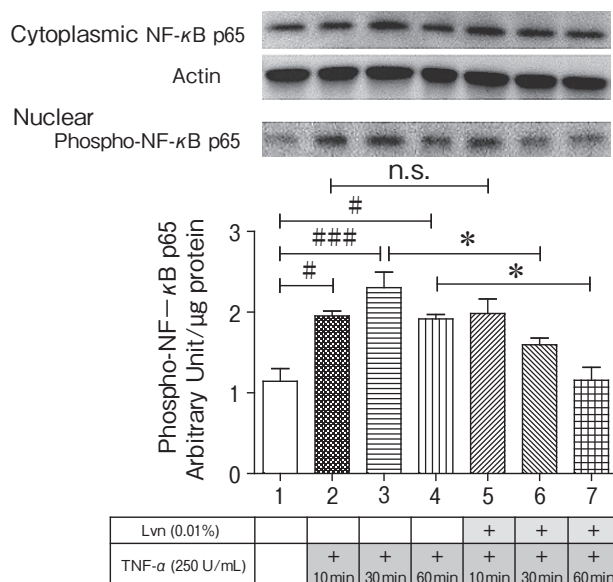 Cytoplasmic NF-κB p65
Actin
Nuclear
Phospho-NF-κB p65
n.s.
#
###
*
#
*
Phospho-NF—κB p65
Arbitrary Unit/μg protein
3
2
1
0
1 2 3 4 5 6 7
Lvn (0.01%) + + +
TNF-α (250 U/mL) + + + + + +
10 min 30 min 60 min 10 min 30 min 60 min